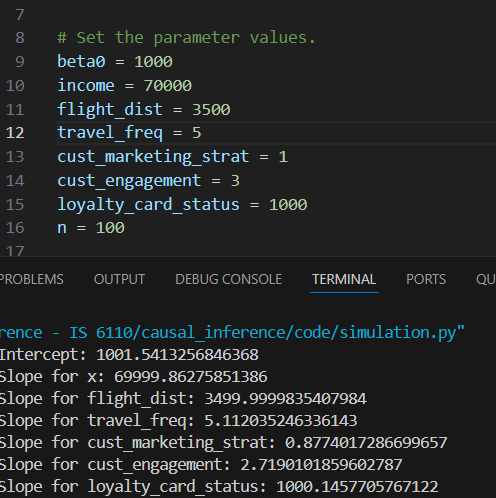 7
8 # Set the parameter values.
9 beta0 = 1000
10 income = 70000
11 flight_dist = 3500
12 travel_freq = 5
13 cust_marketing_strat = 1
14 cust_engagement = 3
15 loyalty_card_status = 1000
16 n = 100
17
PROBLEMS OUTPUT DEBUG CONSOLE TERMINAL PORTS QU
rence - IS 6110/causal_inference/code/simulation.py"
Intercept: 1001.5413256846368
Slope for x: 69999.86275851386
Slope for flight_dist: 3499.9999835407984
Slope for travel_freq: 5.112035246336143
Slope for cust_marketing_strat: 0.8774017286699657
Slope for cust_engagement: 2.7190101859602787
Slope for loyalty_card_status: 1000.1457705767122